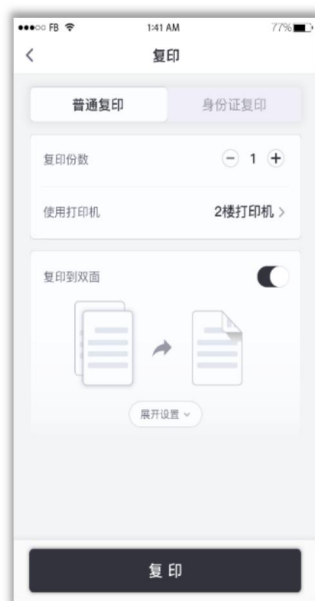 FB 1:41 AM 77%
复印
普通复印 身份证复印
复印份数 1
使用打印机 2楼打印机
复印到双面
展开设置
复印